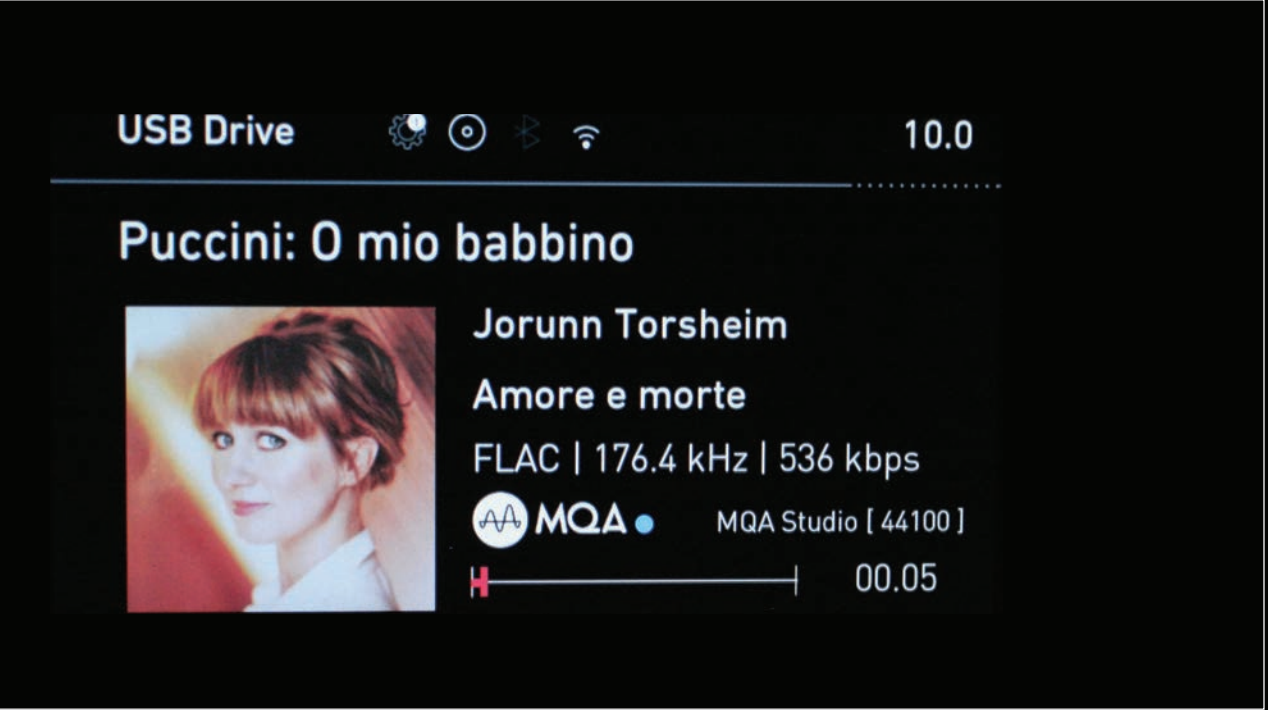 USB Drive 10.0
Puccini: O mio babbino
Jorunn Torsheim
Amore e morte
FLAC | 176.4 kHz | 536 kbps
MQA MQA Studio [ 44100 ]
00.05